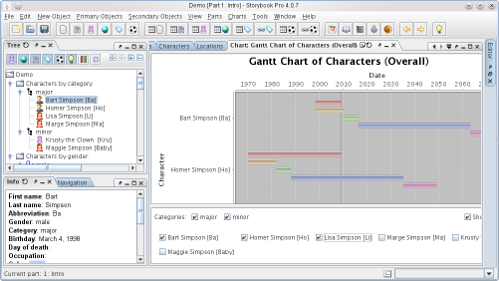 Demo [Part 1: Intro] - Storybook Pro 4.0.7
File Edit New Object Primary Objects Secondary Objects View Parts Charts Tools Window Help
Tree
Demo
Characters by category
major
Bart Simpson [Ba]
Homer Simpson [Ho]
Lisa Simpson [Li]
Marge Simpson [Ma]
minor
Krusty the Clown [Kru]
Maggie Simpson [Baby]
Characters by gender
Info Navigation
First name: Bart
Last name: Simpson
Abbreviation: Ba
Gender: male
Category: major
Birthday: March 4, 1998
Day of death:
Occupation:
Characters Locations Chart: Gantt Chart of Characters (Overall)
Gantt Chart of Characters (Overall)
Date
1970 1980 1990 2000 2010 2020 2030 2040 2050 2060
Character
Bart Simpson [Ba]
Homer Simpson [Ho]
Categories: major minor Sh
Bart Simpson [Ba] Homer Simpson [Ho] Lisa Simpson [Li] Marge Simpson [Ma] Krusty
Maggie Simpson [Baby]
Editor
Current part: 1: Intro